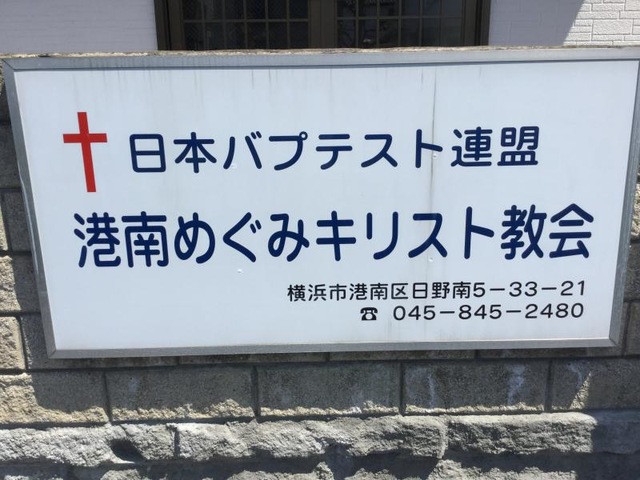 日本バプテスト連盟
港南めぐみキリスト教会
横浜市港南区日野南5-33-21
☎ 045-845-2480